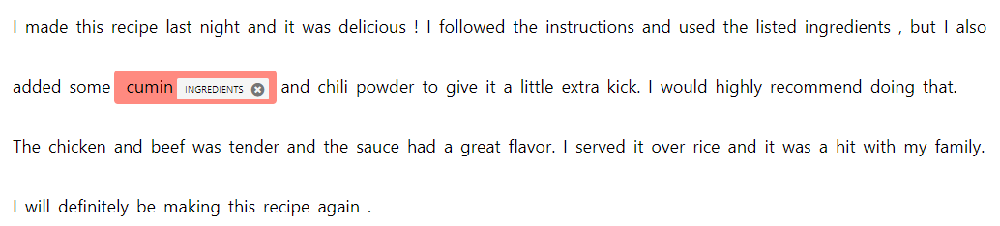 I made this recipe last night and it was delicious ! I followed the instructions and used the listed ingredients , but I also
added some cumin INGREDIENTS and chili powder to give it a little extra kick. I would highly recommend doing that.
The chicken and beef was tender and the sauce had a great flavor. I served it over rice and it was a hit with my family.
I will definitely be making this recipe again .